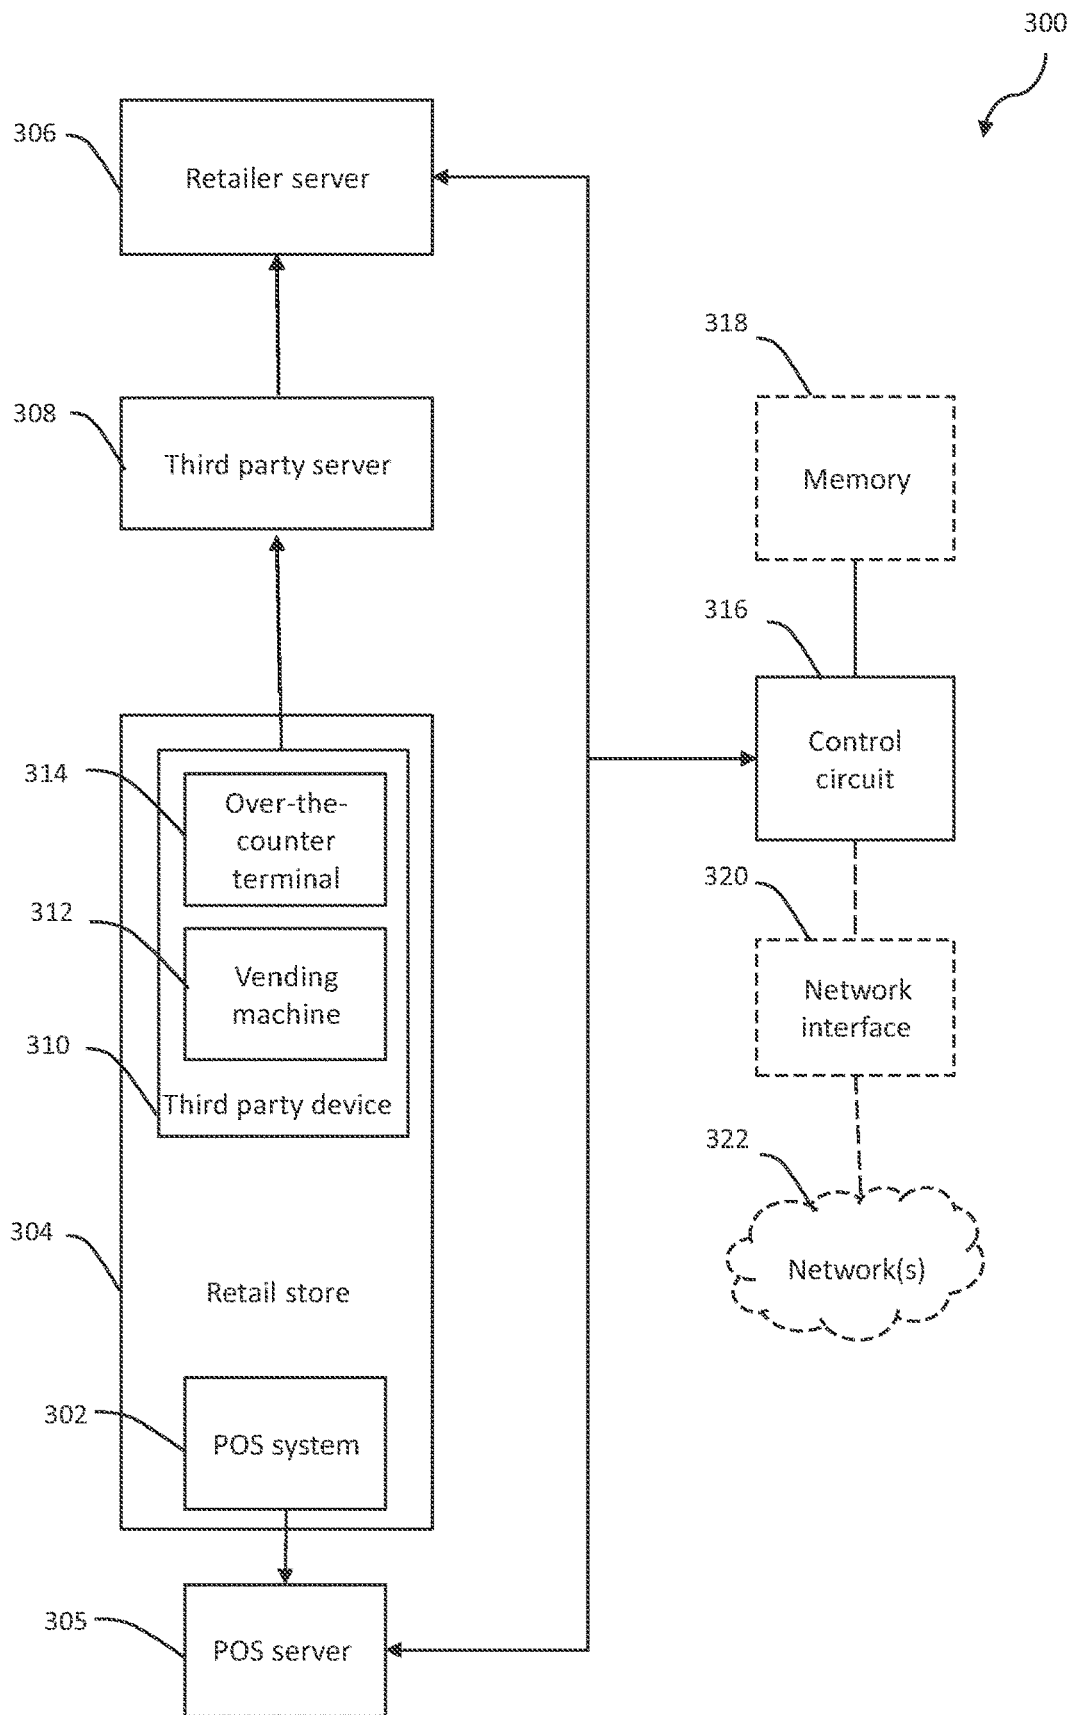 300
306
Retailer server
318
308
Third party server
Memory
316
314
Over-the-
counter
terminal
Control
circuit
320
312
Vending
machine
Network
interface
310
Third party device
322
304
Retail store
Network(s)
302
POS system
305
POS server